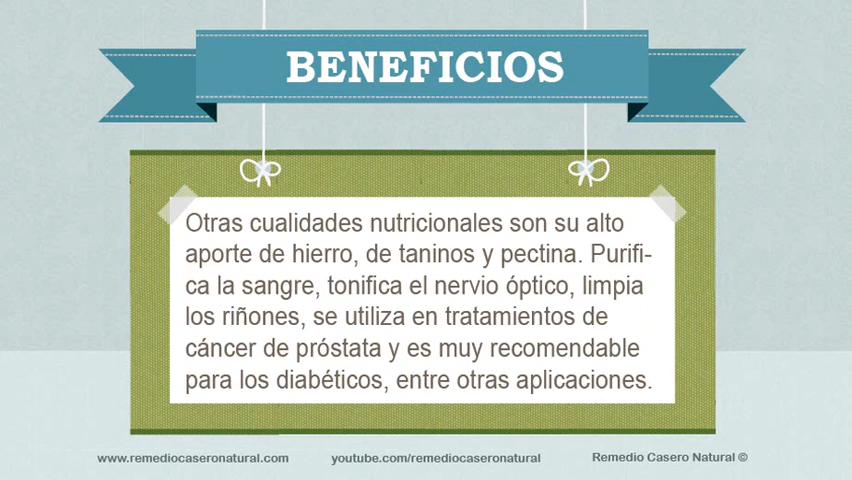 BENEFICIOS
Otras cualidades nutricionales son su alto
aporte de hierro, de taninos y pectina. Purifi-
ca la sangre, tonifica el nervio óptico, limpia
los riñones, se utiliza en tratamientos de
cáncer de próstata y es muy recomendable
para los diabéticos, entre otras aplicaciones.
www.remediocaseronatural.com youtube.com/remediocaseronatural Remedio Casero Natural ©